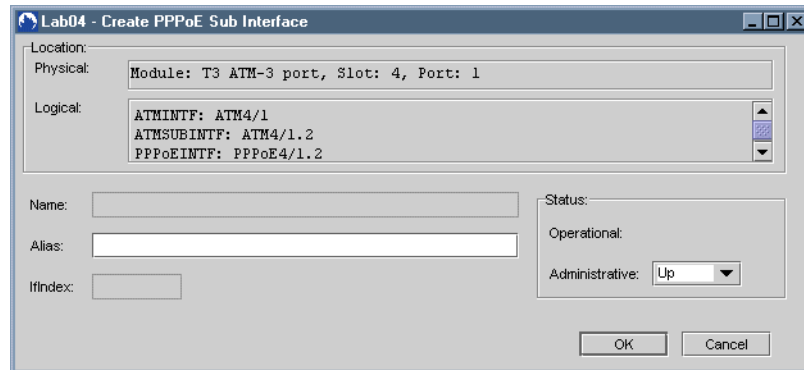 Lab04 - Create PPPoE Sub Interface
Location:
Physical: Module: T3 ATM-3 port, Slot: 4, Port: 1
Logical: ATMINTF: ATM4/1
ATMSUBINTF: ATM4/1.2
PPPoEINTF: PPPoE4/1.2
Name:
Alias:
IfIndex:
Status:
Operational:
Administrative: Up
OK Cancel